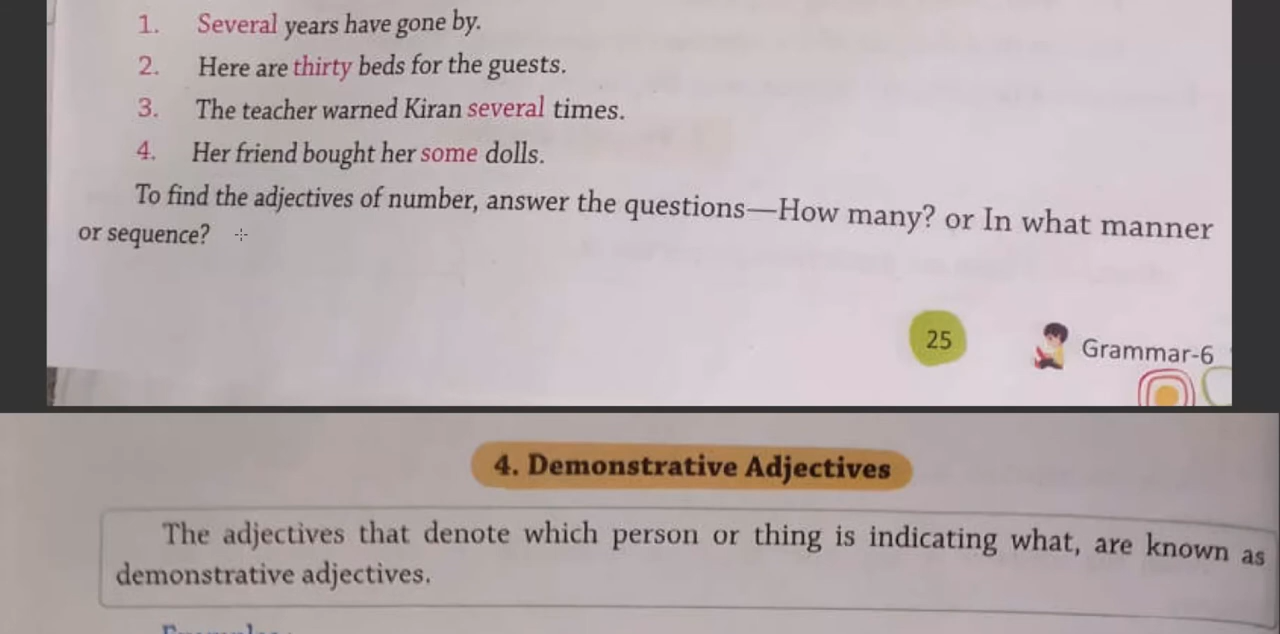 1. Several years have gone by.
2. Here are thirty beds for the guests.
3. The teacher warned Kiran several times.
4. Her friend bought her some dolls.
To find the adjectives of number, answer the questions—How many? or In what manner
or sequence?
25 Grammar-6
4. Demonstrative Adjectives
The adjectives that denote which person or thing is indicating what, are known as
demonstrative adjectives.